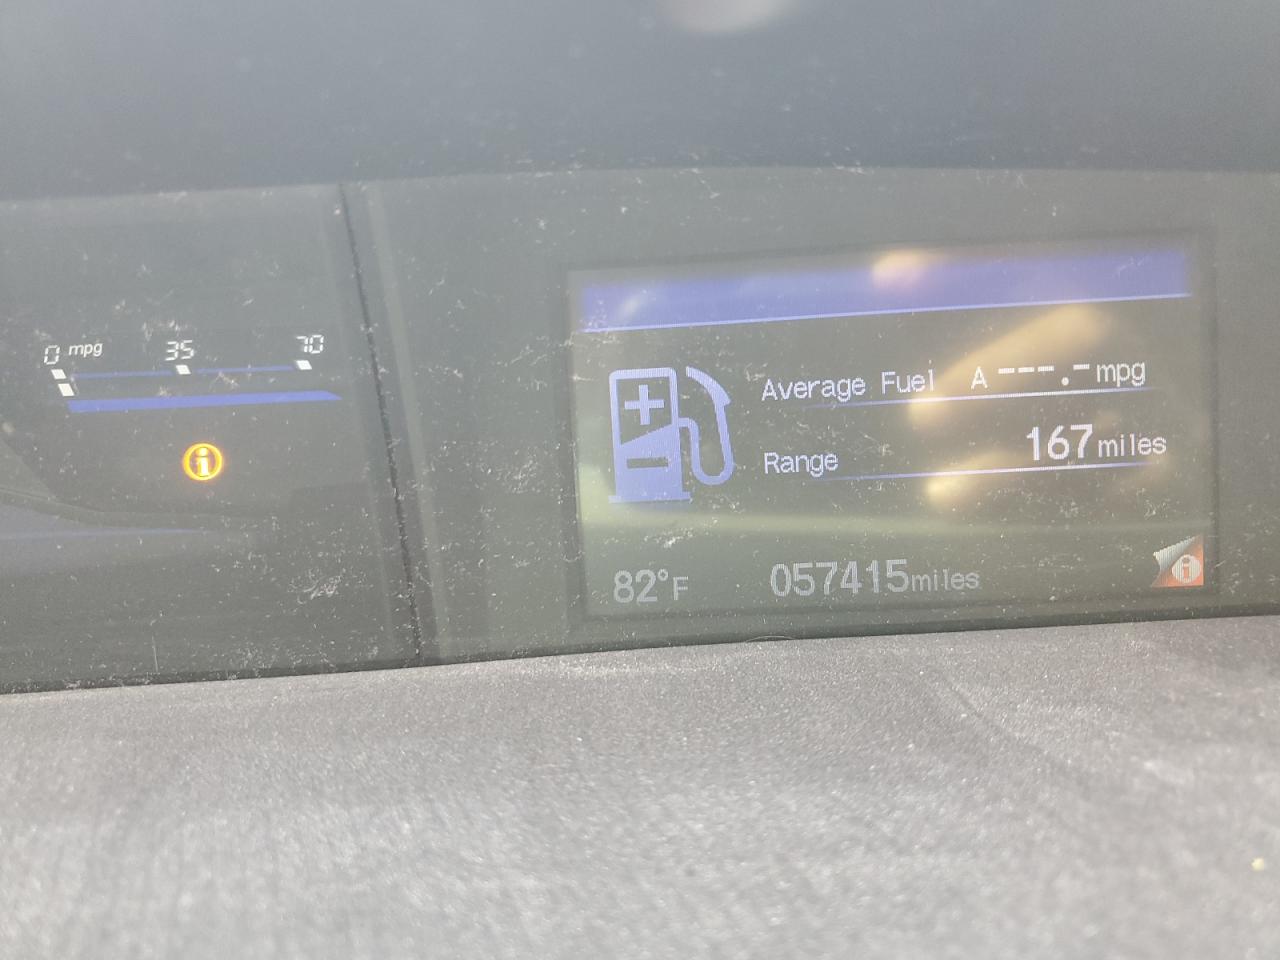 0 mpg 35 70
i
Average Fuel A ---.- mpg
Range 167 miles
82°F 057415 miles
i